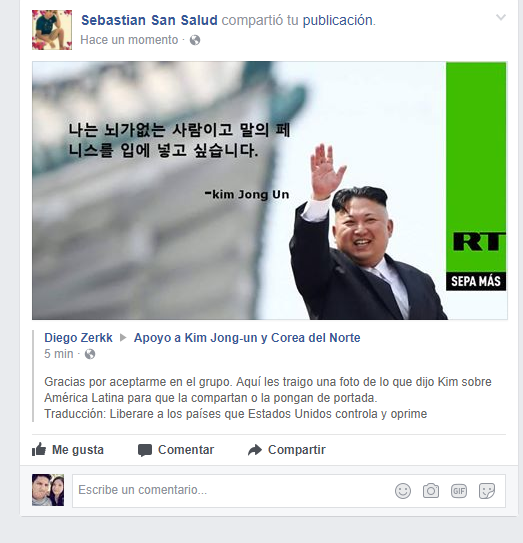 Sebastian San Salud compartió tu publicación.
Hace un momento ·
나는 뇌가없는 사람이고 말의 페
니스를 입에 넣고 싶습니다.
-kim Jong Un
RT
SEPA MÁS
Diego Zerkk ▶ Apoyo a Kim Jong-un y Corea del Norte
5 min ·
Gracias por aceptarme en el grupo. Aquí les traigo una foto de lo que dijo Kim sobre
América Latina para que la compartan o la pongan de portada.
Traducción: Liberare a los países que Estados Unidos controla y oprime
Me gusta Comentar Compartir
Escribe un comentario...
GIF